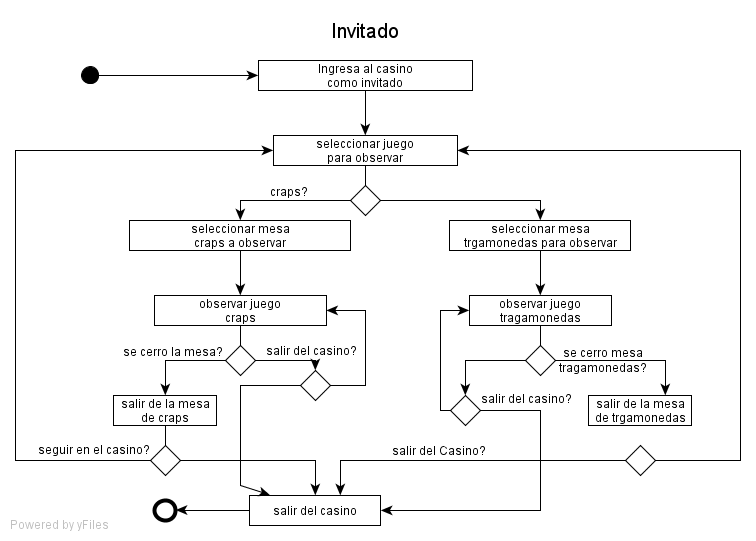 Invitado
Ingresa al casino
como invitado
seleccionar juego
para observar
craps?
seleccionar mesa
craps a observar
seleccionar mesa
trgamonedas para observar
observar juego
craps
observar juego
tragamonedas
se cerro la mesa?
salir del casino?
se cerro mesa
tragamonedas?
salir de la mesa
de craps
salir del casino?
salir de la mesa
de trgamonedas
seguir en el casino?
salir del Casino?
salir del casino
Powered by yFiles